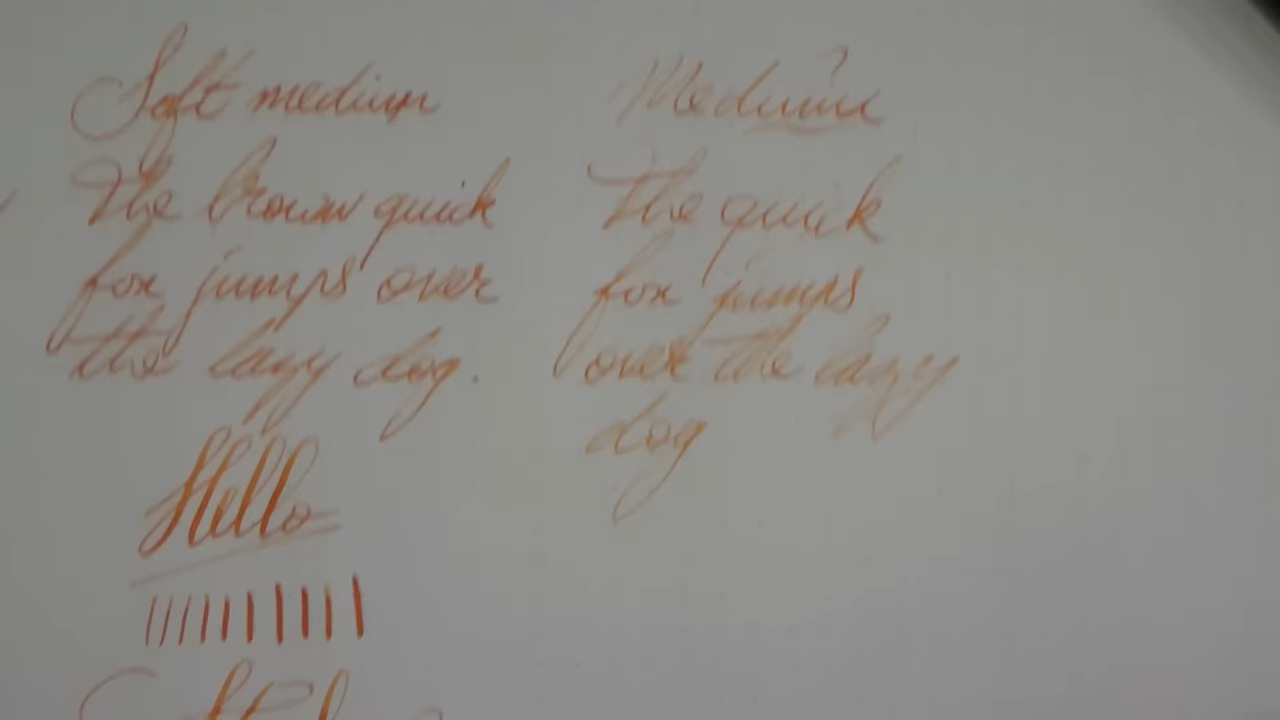 Soft medium
The brown quick
fox jumps over
the lazy dog.
Hello
Medium
The quick
fox jumps
over the lazy
dog